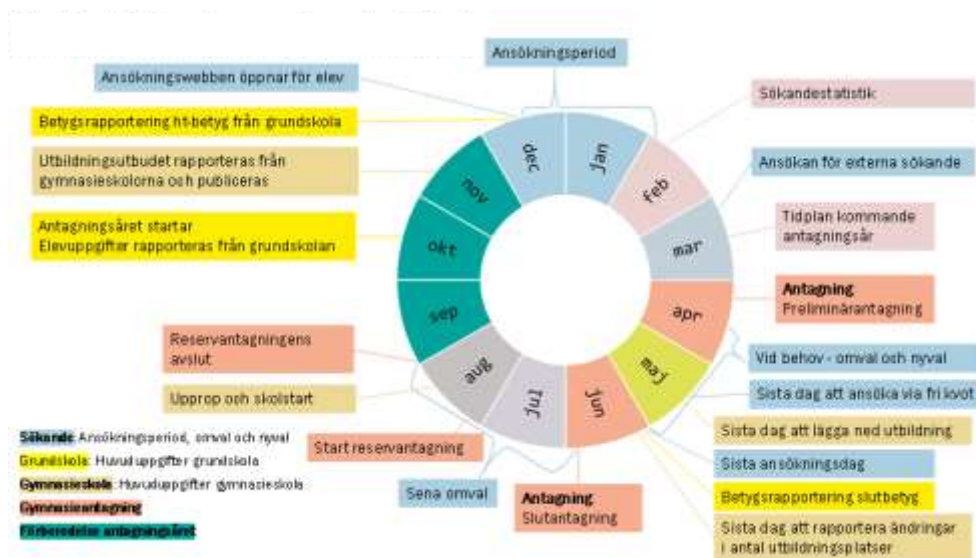 Ansökningsperiod
Ansökningswebben öppnar för elev
Sökandestatistik
Betygsrapportering ht-betyg från grundskola
Utbildningsutbudet rapporteras från
gymnasieskolorna och publiceras
Ansökan för externa sökande
Antagningsåret startar
Elevuppgifter rapporteras från grundskolan
Tidplan kommande
antagningsår
Antagning
Preliminärantagning
dec
jan
feb
mar
apr
maj
jun
jul
aug
sep
okt
nov
Reservantagningens
avslut
Vid behov - omval och nyval
Upprop och skolstart
Sista dag att ansöka via fri kvot
Sista dag att lägga ned utbildning
Start reservantagning
Sista ansökningsdag
Sena omval
Antagning
Slutantagning
Betygsrapportering slutbetyg
Sista dag att rapportera ändringar
i antal utbildningsplatser
Sökande: Ansökningsperiod, omval och nyval
Grundskola: Huvuduppgifter grundskola
Gymnasieskola: Huvuduppgifter gymnasieskola
Gymnasieantagning
Förberedelse antagningsåret